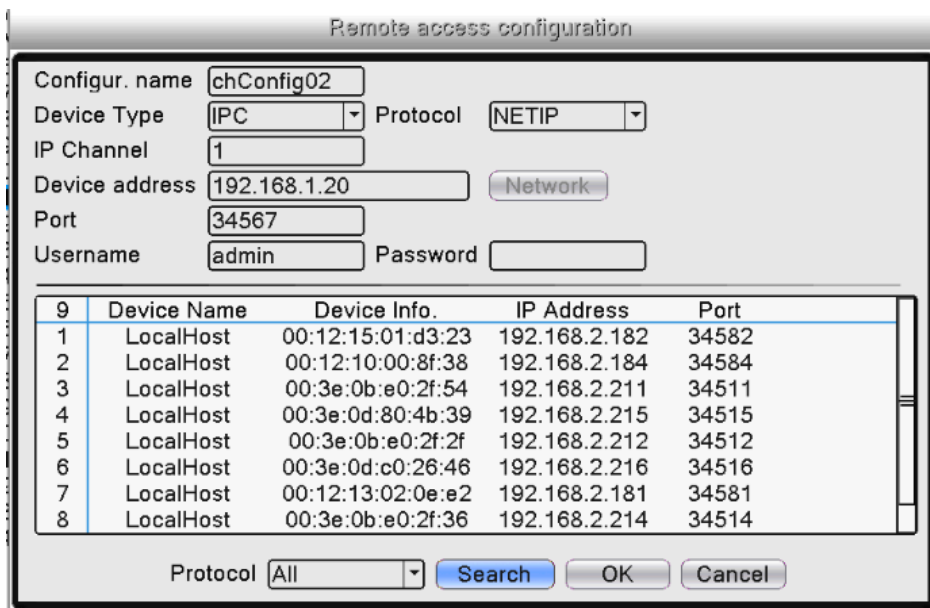 Remote access configuration
Configur. name chConfig02
Device Type IPC Protocol NETIP
IP Channel 1
Device address 192.168.1.20 Network
Port 34567
Username admin Password
9 Device Name Device Info. IP Address Port
1 LocalHost 00:12:15:01:d3:23 192.168.2.182 34582
2 LocalHost 00:12:10:00:8f:38 192.168.2.184 34584
3 LocalHost 00:3e:0b:e0:2f:54 192.168.2.211 34511
4 LocalHost 00:3e:0d:80:4b:39 192.168.2.215 34515
5 LocalHost 00:3e:0b:e0:2f:2f 192.168.2.212 34512
6 LocalHost 00:3e:0d:c0:26:46 192.168.2.216 34516
7 LocalHost 00:12:13:02:0e:e2 192.168.2.181 34581
8 LocalHost 00:3e:0b:e0:2f:36 192.168.2.214 34514
Protocol All Search OK Cancel